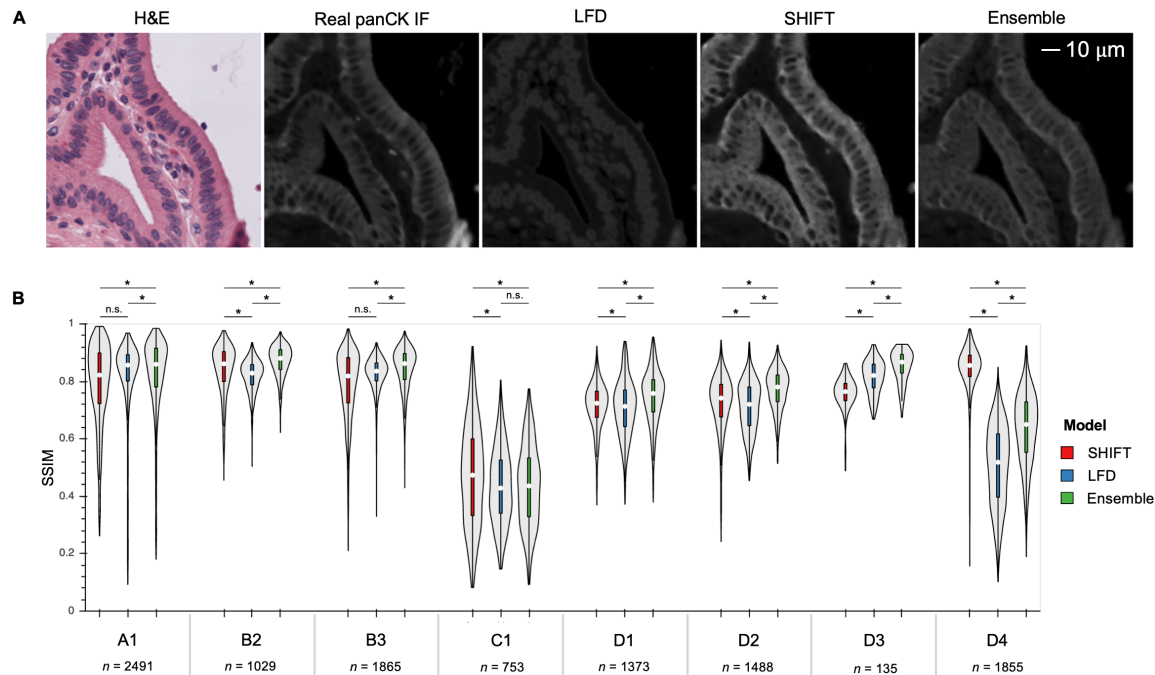 A
H&E Real panCK IF LFD SHIFT Ensemble
10 μm
B
* * * * * * * *
* * * n.s. * * * *
n.s. * n.s. * * * * *
1
0.8
0.6
0.4
0.2
0
SSIM
Model
SHIFT
LFD
Ensemble
A1 B2 B3 C1 D1 D2 D3 D4
n = 2491 n = 1029 n = 1865 n = 753 n = 1373 n = 1488 n = 135 n = 1855